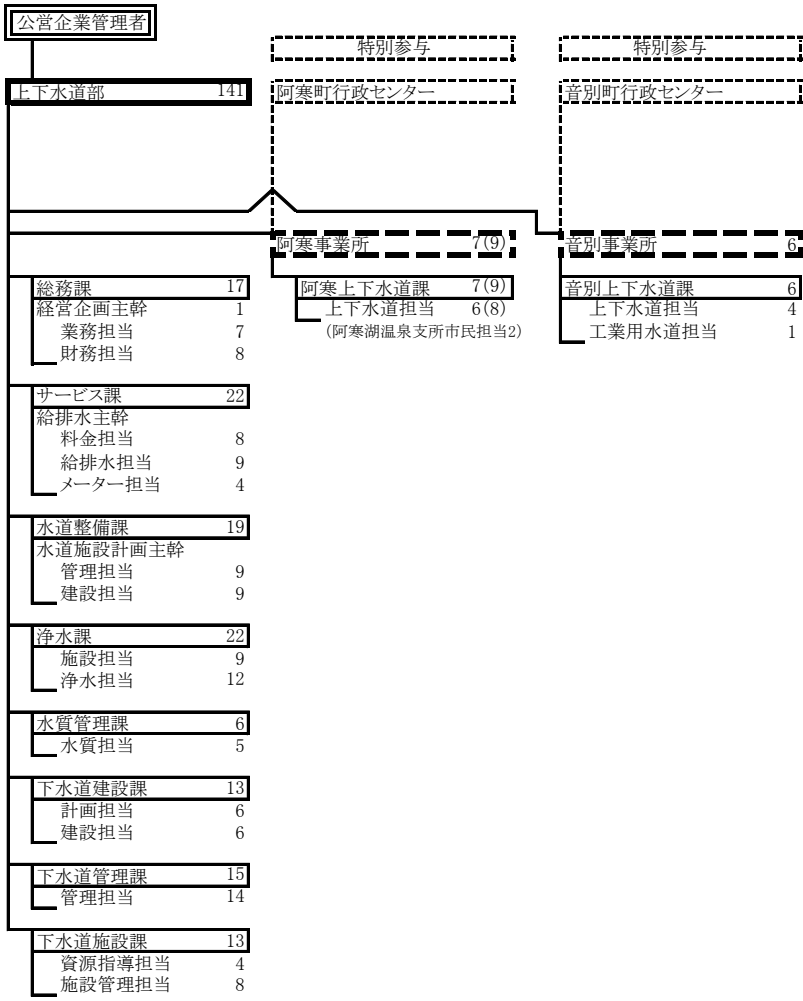 公営企業管理者
特別参与
特別参与
上下水道部 141
阿寒町行政センター
音別町行政センター
阿寒事業所 7(9)
音別事業所 6
総務課 17
経営企画主幹 1
業務担当 7
財務担当 8
阿寒上下水道課 7(9)
上下水道担当 6(8)
(阿寒湖温泉支所市民担当2)
音別上下水道課 6
上下水道担当 4
工業用水道担当 1
サービス課 22
給排水主幹
料金担当 8
給排水担当 9
メーター担当 4
水道整備課 19
水道施設計画主幹
管理担当 9
建設担当 9
浄水課 22
施設担当 9
浄水担当 12
水質管理課 6
水質担当 5
下水道建設課 13
計画担当 6
建設担当 6
下水道管理課 15
管理担当 14
下水道施設課 13
資源指導担当 4
施設管理担当 8